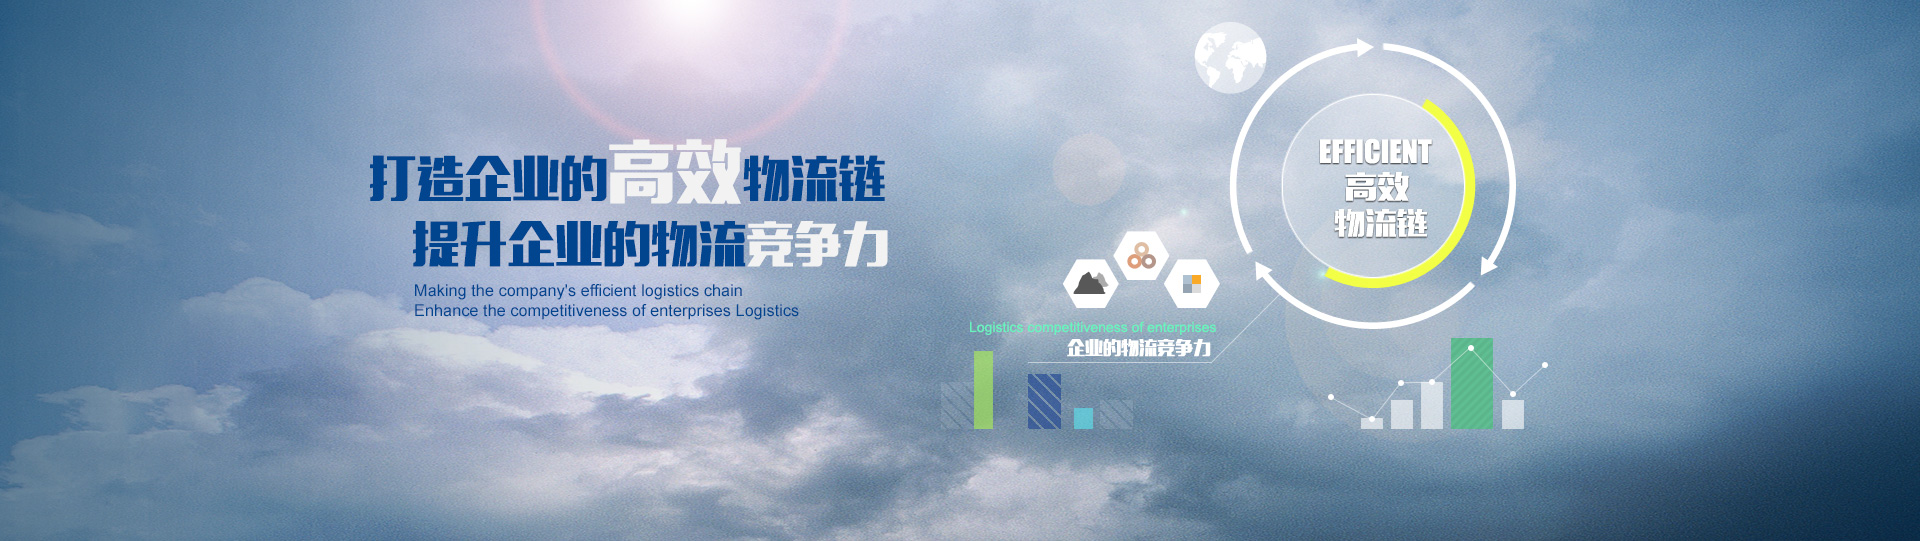 打造企业的高效物流链
提升企业的物流竞争力
Making the company's efficient logistics chain
Enhance the competitiveness of enterprises Logistics
EFFICIENT
高效
物流链
Logistics competitiveness of enterprises
企业的物流竞争力